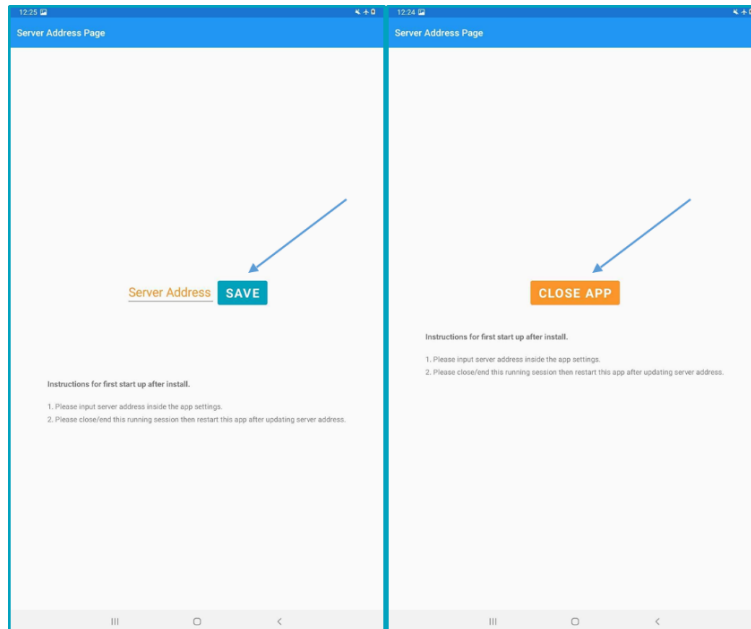 12:25
Server Address Page
Server Address SAVE
Instructions for first start up after install.
1. Please input server address inside the app settings.
2. Please close/end this running session then restart this app after updating server address.
12:24
Server Address Page
CLOSE APP
Instructions for first start up after install.
1. Please input server address inside the app settings.
2. Please close/end this running session then restart this app after updating server address.